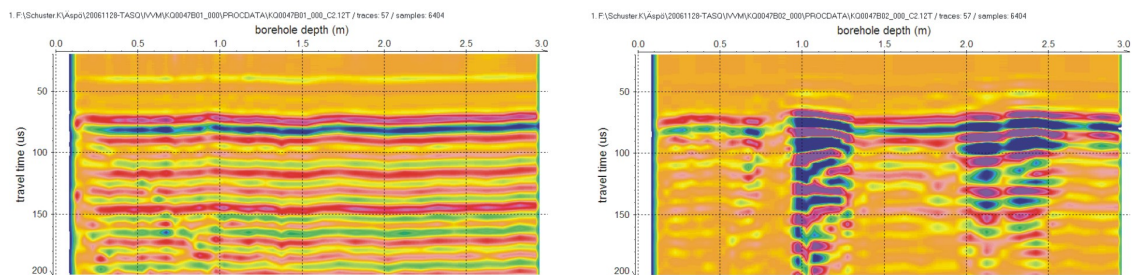 1. F:\Schuster.K\Äspö\20061128-TASQ\IVVM\KQ0047B01_000\PROCDATA\KQ0047B01_000_C2.12T / traces: 57 / samples: 6404
borehole depth (m)
0.0 0.5 1.0 1.5 2.0 2.5 3.0
travel time (us)
50
100
150
200
1. F:\Schuster.K\Äspö\20061128-TASQ\IVVM\KQ0047B02_000\PROCDATA\KQ0047B02_000_C2.12T / traces: 57 / samples: 6404
borehole depth (m)
0.0 0.5 1.0 1.5 2.0 2.5 3.0
travel time (us)
50
100
150
200